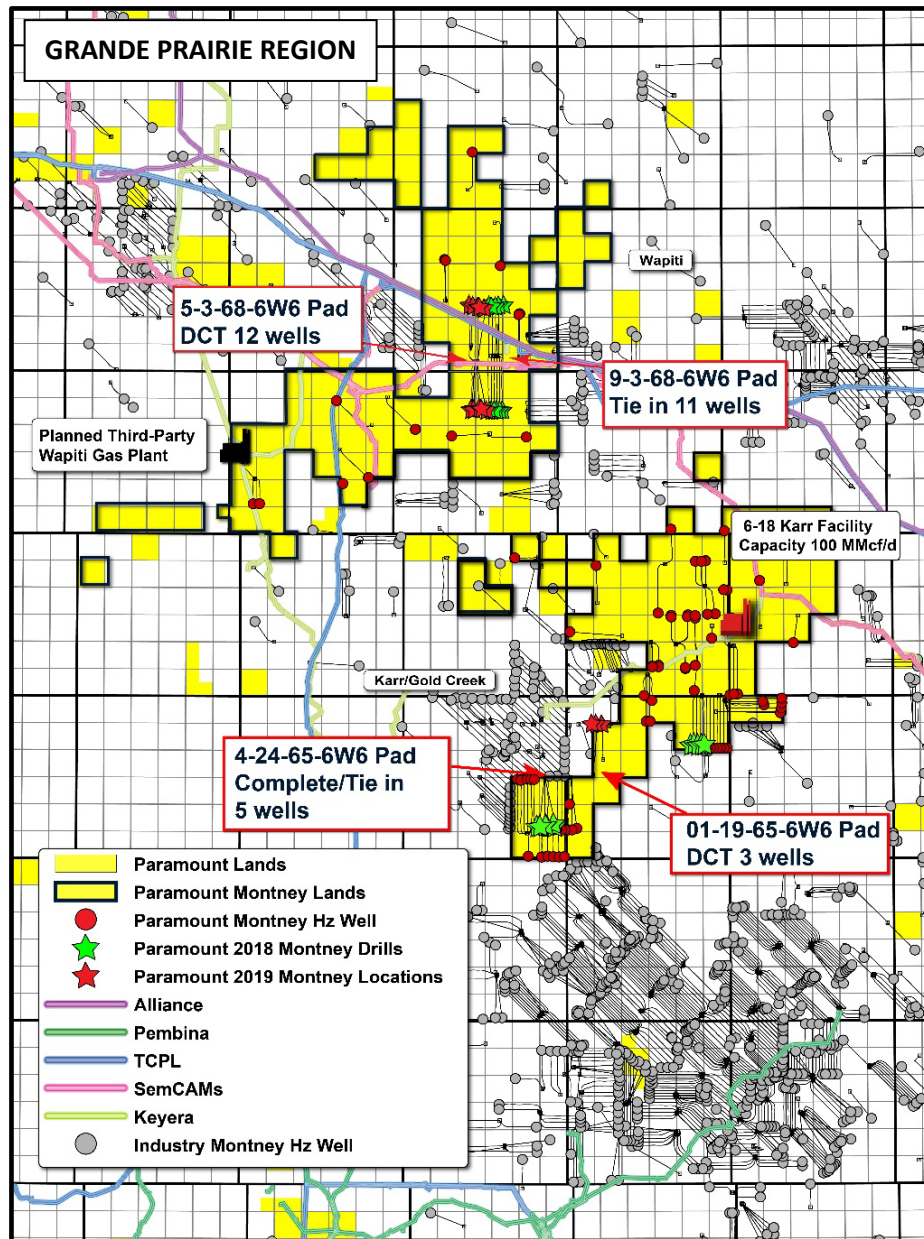 GRANDE PRAIRIE REGION
Wapiti
5-3-68-6W6 Pad
DCT 12 wells
9-3-68-6W6 Pad
Tie in 11 wells
Planned Third-Party
Wapiti Gas Plant
6-18 Karr Facility
Capacity 100 MMcf/d
Karr/Gold Creek
4-24-65-6W6 Pad
Complete/Tie in
5 wells
01-19-65-6W6 Pad
DCT 3 wells
Paramount Lands
Paramount Montney Lands
Paramount Montney Hz Well
Paramount 2018 Montney Drills
Paramount 2019 Montney Locations
Alliance
Pembina
TCPL
SemCAMs
Keyera
Industry Montney Hz Well